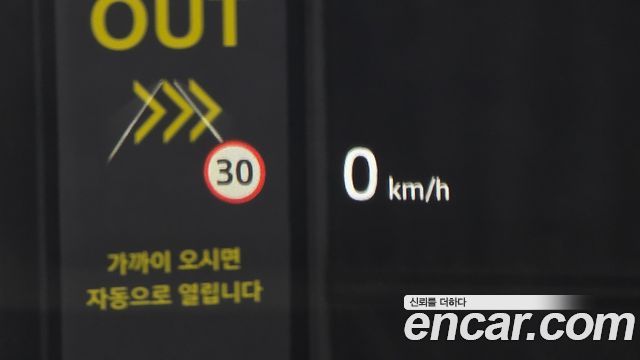 OUT
30
0 km/h
가까이 오시면
자동으로 열립니다
신뢰를 더하다
encar.com